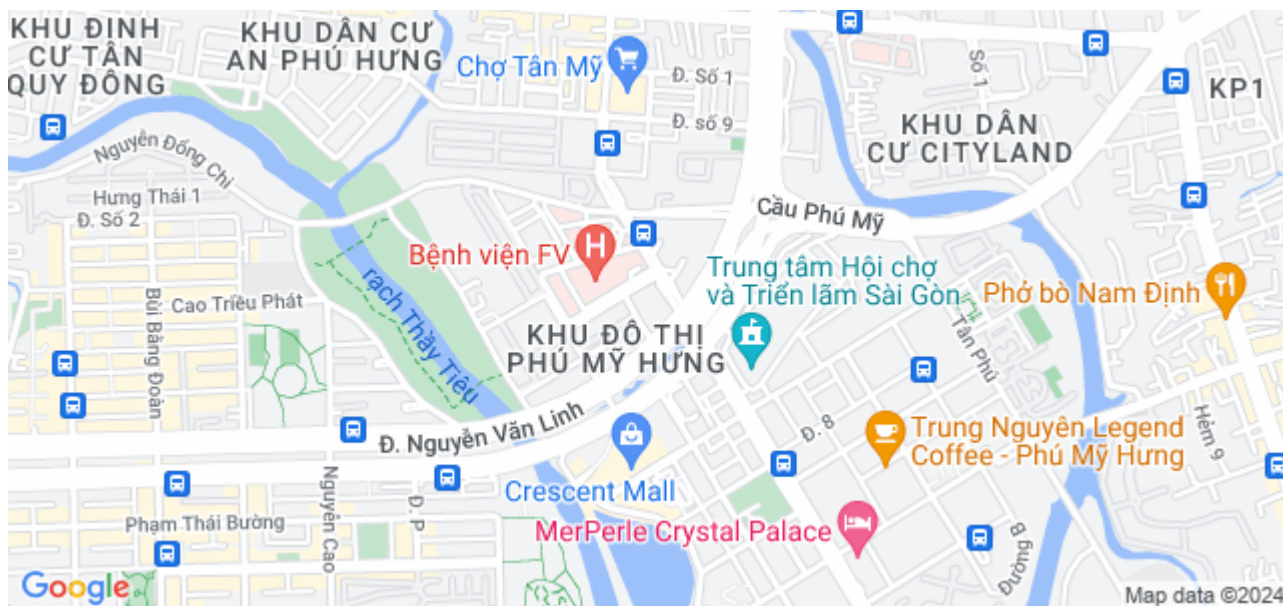 KHU ĐỊNH
CƯ TÂN
QUY ĐÔNG
KHU DÂN CƯ
AN PHÚ HƯNG
Chợ Tân Mỹ
Đ. Số 1
Số 1
KP1
Đ. số 9
KHU DÂN
CƯ CITYLAND
Nguyễn Đổng Chi
Hưng Thái 1
Đ. Số 2
Cầu Phú Mỹ
Bệnh viện FV
H
Trung tâm Hội chợ
và Triển lãm Sài Gòn
Phở bò Nam Định
Bùi Bằng Đoàn
Cao Triều Phát
rạch Thầy Tiêu
KHU ĐÔ THỊ
PHÚ MỸ HƯNG
Tân Phú
Đ. Nguyễn Văn Linh
Đ. 8
Trung Nguyên Legend
Coffee - Phú Mỹ Hưng
Hẻm 9
Crescent Mall
Nguyễn Cao
Đ. P
Phạm Thái Bường
MerPerle Crystal Palace
Đường B
Google
Map data ©2024